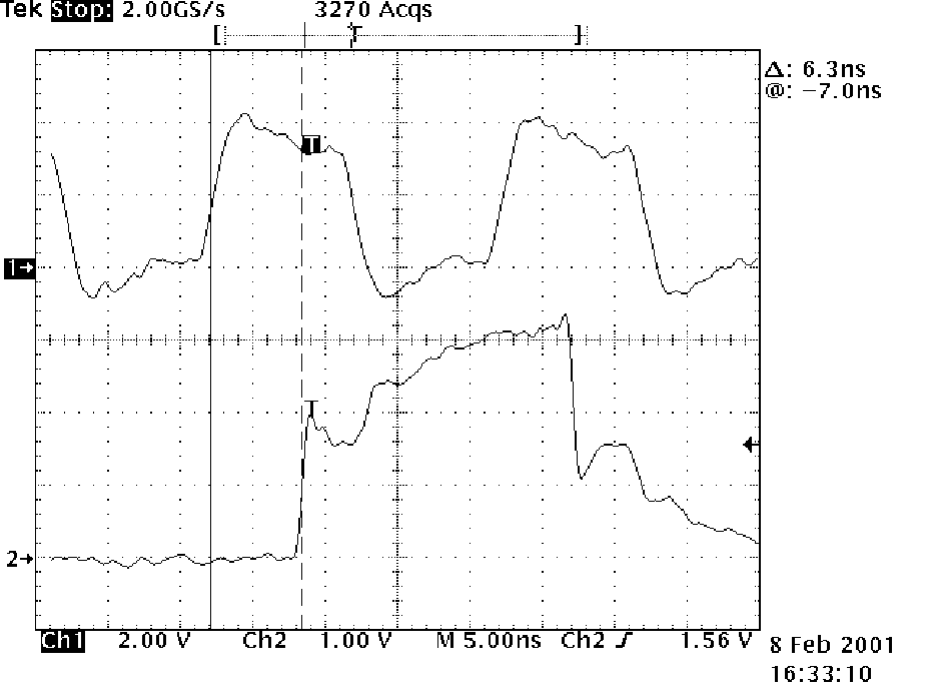 Tek Stop: 2.00GS/s 3270 Acqs
[ T ]
Δ: 6.3ns
@: −7.0ns
T
1→
T
2→
Ch1 2.00 V Ch2 1.00 V M 5.00ns Ch2 ƒ 1.56 V
8 Feb 2001
16:33:10